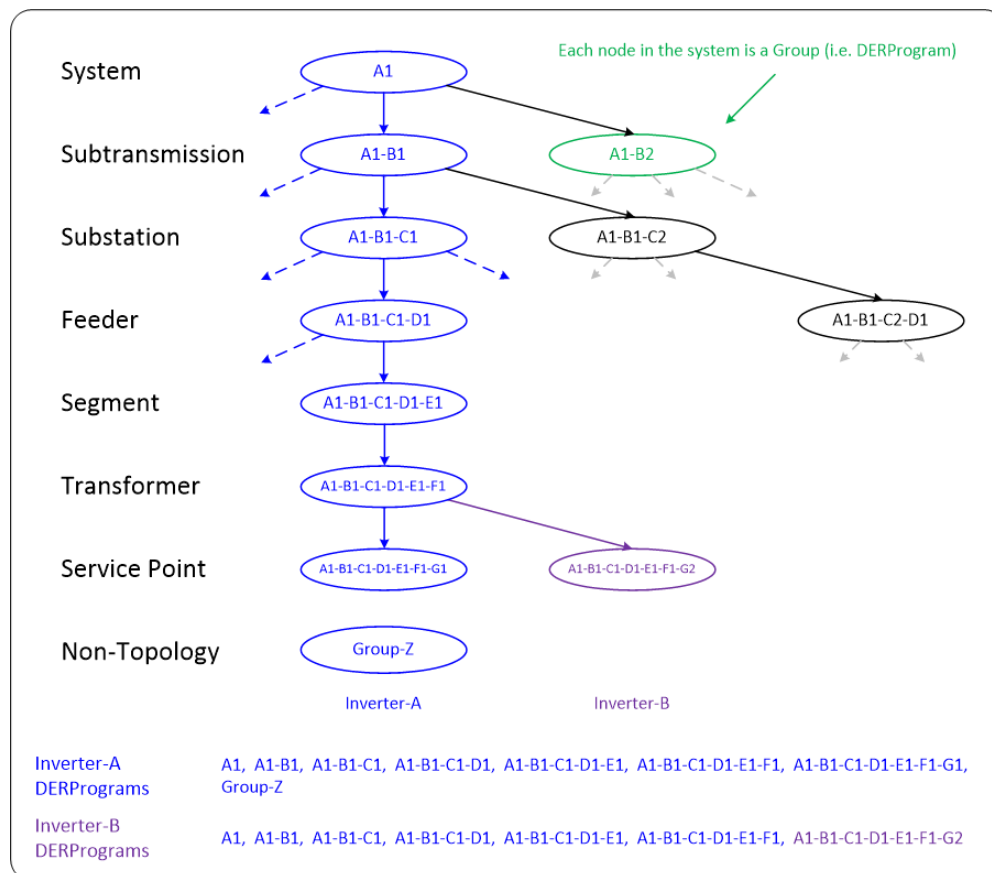 Each node in the system is a Group (i.e. DERProgram)
System
A1
Subtransmission
A1-B1
A1-B2
Substation
A1-B1-C1
A1-B1-C2
Feeder
A1-B1-C1-D1
A1-B1-C2-D1
Segment
A1-B1-C1-D1-E1
Transformer
A1-B1-C1-D1-E1-F1
Service Point
A1-B1-C1-D1-E1-F1-G1
A1-B1-C1-D1-E1-F1-G2
Non-Topology
Group-Z
Inverter-A
Inverter-B
Inverter-A
DERPrograms
A1, A1-B1, A1-B1-C1, A1-B1-C1-D1, A1-B1-C1-D1-E1, A1-B1-C1-D1-E1-F1, A1-B1-C1-D1-E1-F1-G1,
Group-Z
Inverter-B
DERPrograms
A1, A1-B1, A1-B1-C1, A1-B1-C1-D1, A1-B1-C1-D1-E1, A1-B1-C1-D1-E1-F1, A1-B1-C1-D1-E1-F1-G2